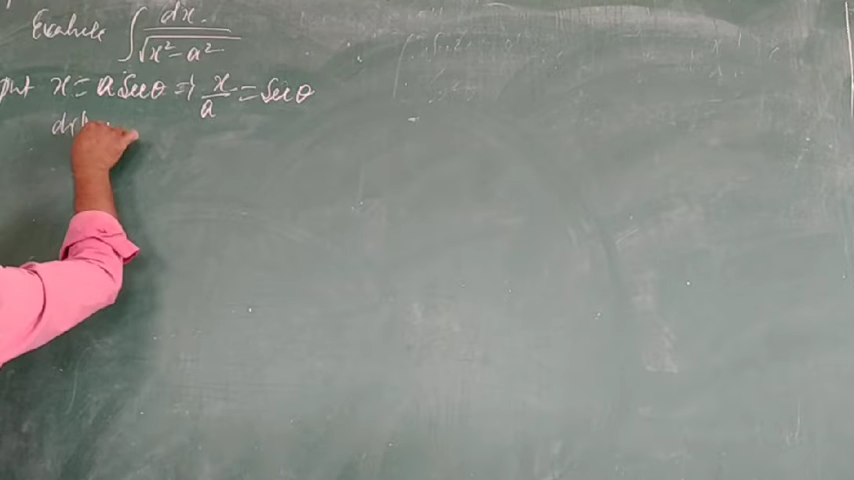 Evaluate ∫ dx / √x² - a²
put x = a Secθ ⇒ x/a = Secθ